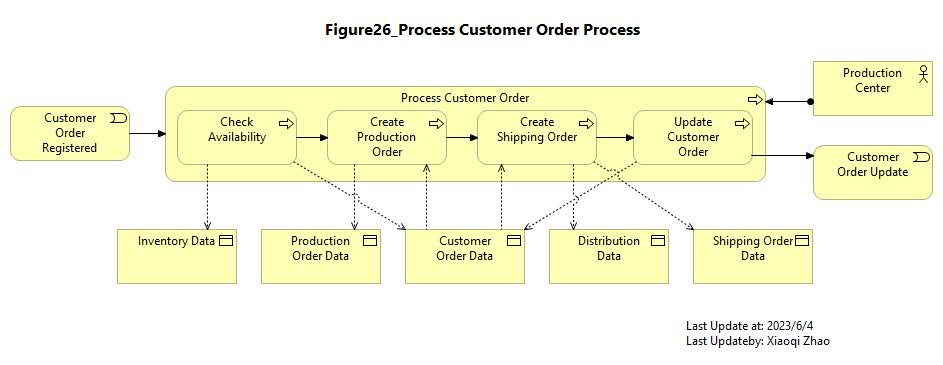 Figure26_Process Customer Order Process
Production
Center
Process Customer Order
Customer
Order
Registered
Check
Availability
Create
Production
Order
Create
Shipping Order
Update
Customer
Order
Customer
Order Update
Inventory Data
Production
Order Data
Customer
Order Data
Distribution
Data
Shipping Order
Data
Last Update at: 2023/6/4
Last Updateby: Xiaoqi Zhao